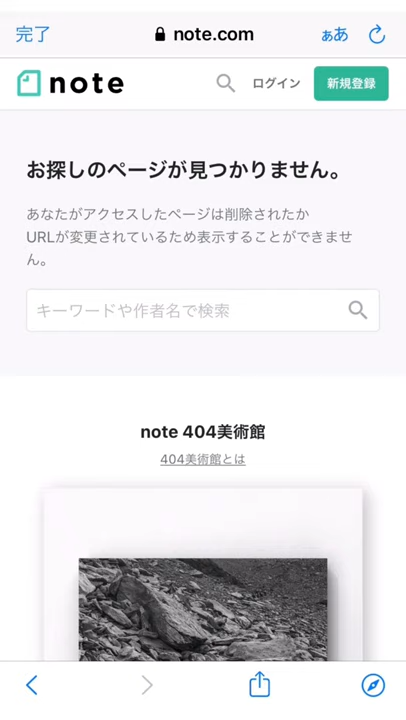 完了
note.com
ぁあ
note
ログイン
新規登録
お探しのページが見つかりません。
あなたがアクセスしたページは削除されたか
URLが変更されているため表示することができませ
ん。
キーワードや作者名で検索
note 404美術館
404美術館とは